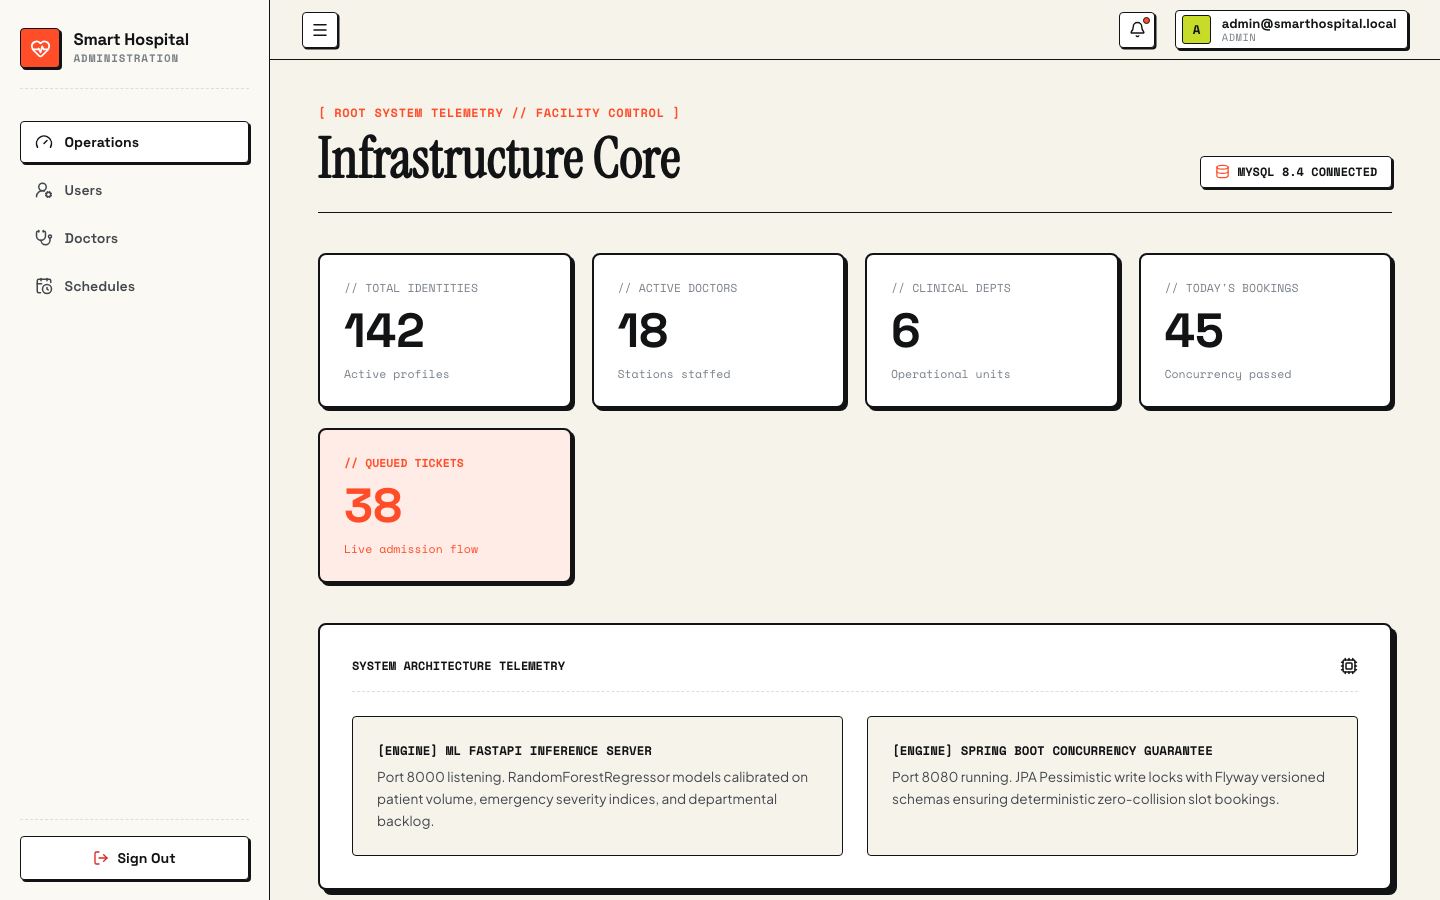 Smart Hospital
ADMINISTRATION
Operations
Users
Doctors
Schedules
Sign Out
A
admin@smarthospital.local
ADMIN
[ ROOT SYSTEM TELEMETRY // FACILITY CONTROL ]
Infrastructure Core
MYSQL 8.4 CONNECTED
// TOTAL IDENTITIES
142
Active profiles
// ACTIVE DOCTORS
18
Stations staffed
// CLINICAL DEPTS
6
Operational units
// TODAY'S BOOKINGS
45
Concurrency passed
// QUEUED TICKETS
38
Live admission flow
SYSTEM ARCHITECTURE TELEMETRY
[ENGINE] ML FASTAPI INFERENCE SERVER
Port 8000 listening. RandomForestRegressor models calibrated on
patient volume, emergency severity indices, and departmental
backlog.
[ENGINE] SPRING BOOT CONCURRENCY GUARANTEE
Port 8080 running. JPA Pessimistic write locks with Flyway versioned
schemas ensuring deterministic zero-collision slot bookings.